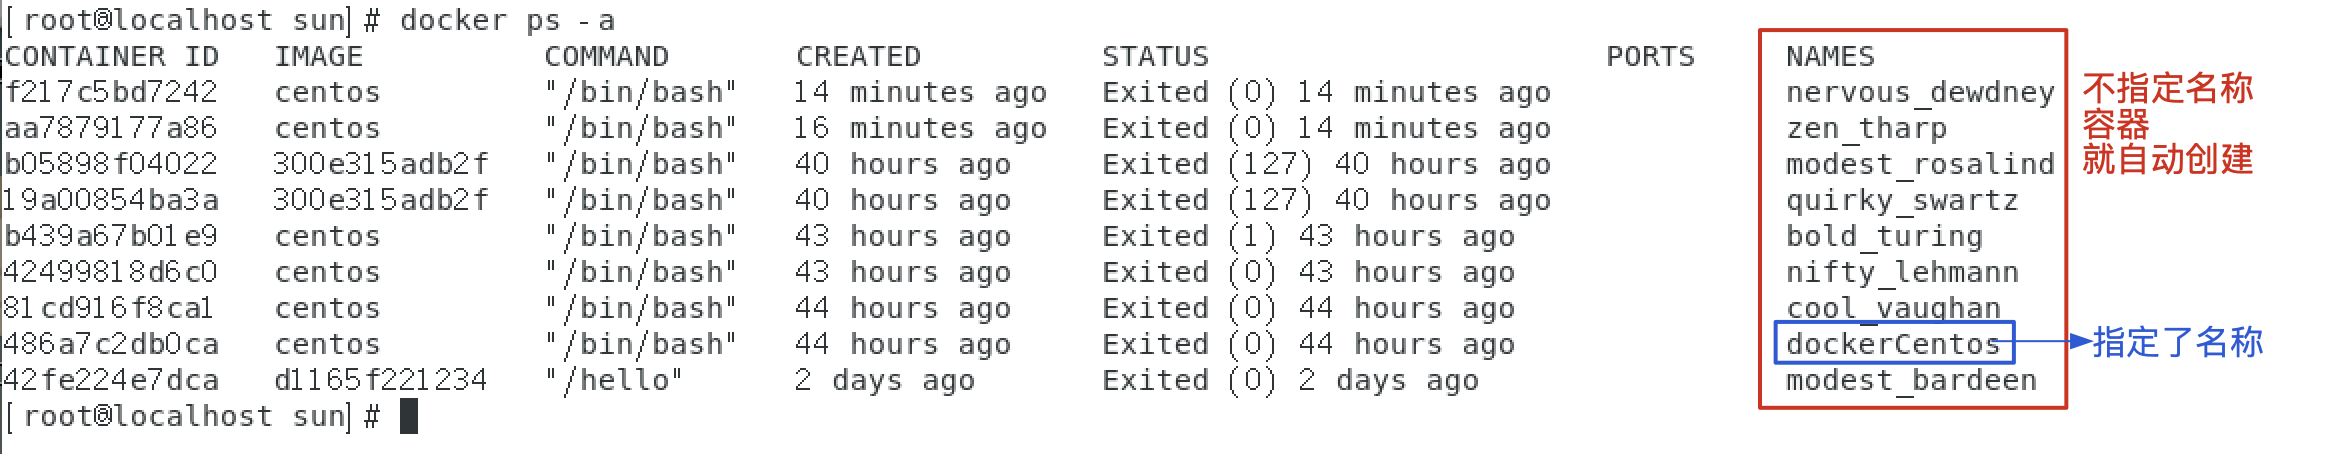 [root@localhost sun]# docker ps -a
CONTAINER ID IMAGE COMMAND CREATED STATUS PORTS NAMES
f217c5bd7242 centos "/bin/bash" 14 minutes ago Exited (0) 14 minutes ago nervous_dewdney
aa7879177a86 centos "/bin/bash" 16 minutes ago Exited (0) 14 minutes ago zen_tharp
b05898f04022 300e315adb2f "/bin/bash" 40 hours ago Exited (127) 40 hours ago modest_rosalind
19a00854ba3a 300e315adb2f "/bin/bash" 40 hours ago Exited (127) 40 hours ago quirky_swartz
b439a67b01e9 centos "/bin/bash" 43 hours ago Exited (1) 43 hours ago bold_turing
42499818d6c0 centos "/bin/bash" 43 hours ago Exited (0) 43 hours ago nifty_lehmann
81cd916f8ca1 centos "/bin/bash" 44 hours ago Exited (0) 44 hours ago cool_vaughan
486a7c2db0ca centos "/bin/bash" 44 hours ago Exited (0) 44 hours ago dockerCentos
42fe224e7dca d1165f221234 "/hello" 2 days ago Exited (0) 2 days ago modest_bardeen
[root@localhost sun]#
不指定名称
容器
就自动创建
指定了名称